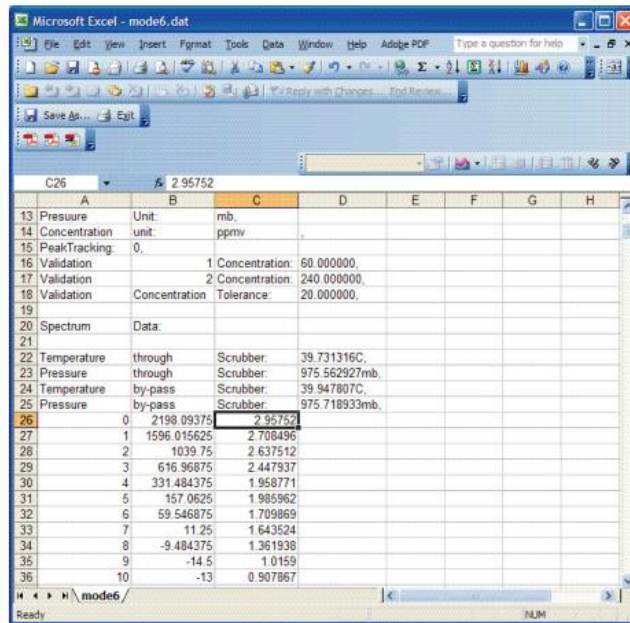 Microsoft Excel - mode6.dat
File Edit View Insert Format Tools Data Window Help Adobe PDF Type a question for help
Reply with Changes... End Review...
Save As... Exit
C26 fx 2.95752
A B C D E F G H
13 Presuure Unit: mb,
14 Concentration unit: ppmv ,
15 PeakTracking: 0,
16 Validation 1 Concentration: 60.000000,
17 Validation 2 Concentration: 240.000000,
18 Validation Concentration Tolerance: 20.000000,
19
20 Spectrum Data:
21
22 Temperature through Scrubber: 39.731316C,
23 Pressure through Scrubber: 975.562927mb,
24 Temperature by-pass Scrubber: 39.947807C,
25 Pressure by-pass Scrubber: 975.718933mb,
26 0 2198.09375 2.95752
27 1 1596.015625 2.708496
28 2 1039.75 2.637512
29 3 616.96875 2.447937
30 4 331.484375 1.958771
31 5 157.0625 1.985962
32 6 59.546875 1.709869
33 7 11.25 1.643524
34 8 -9.484375 1.361938
35 9 -14.5 1.0159
36 10 -13 0.907867
mode6
Ready NUM